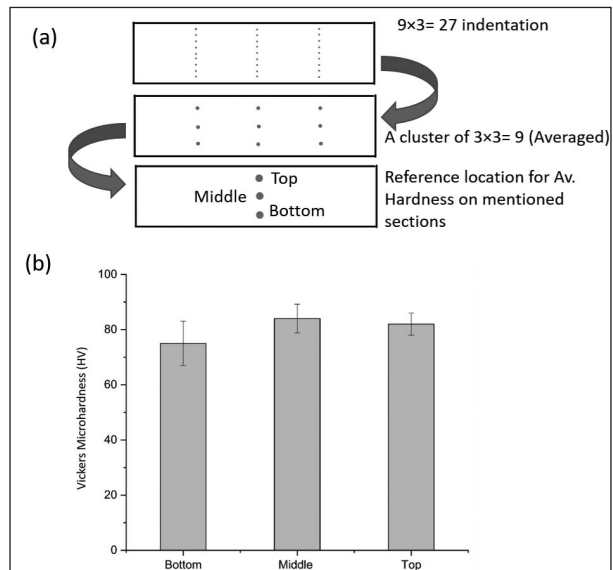 (a)
9×3= 27 indentation
A cluster of 3×3= 9 (Averaged)
Top
Middle
Bottom
Reference location for Av.
Hardness on mentioned
sections
(b)
Vickers Microhardness (HV)
100
80
60
40
20
0
Bottom
Middle
Top